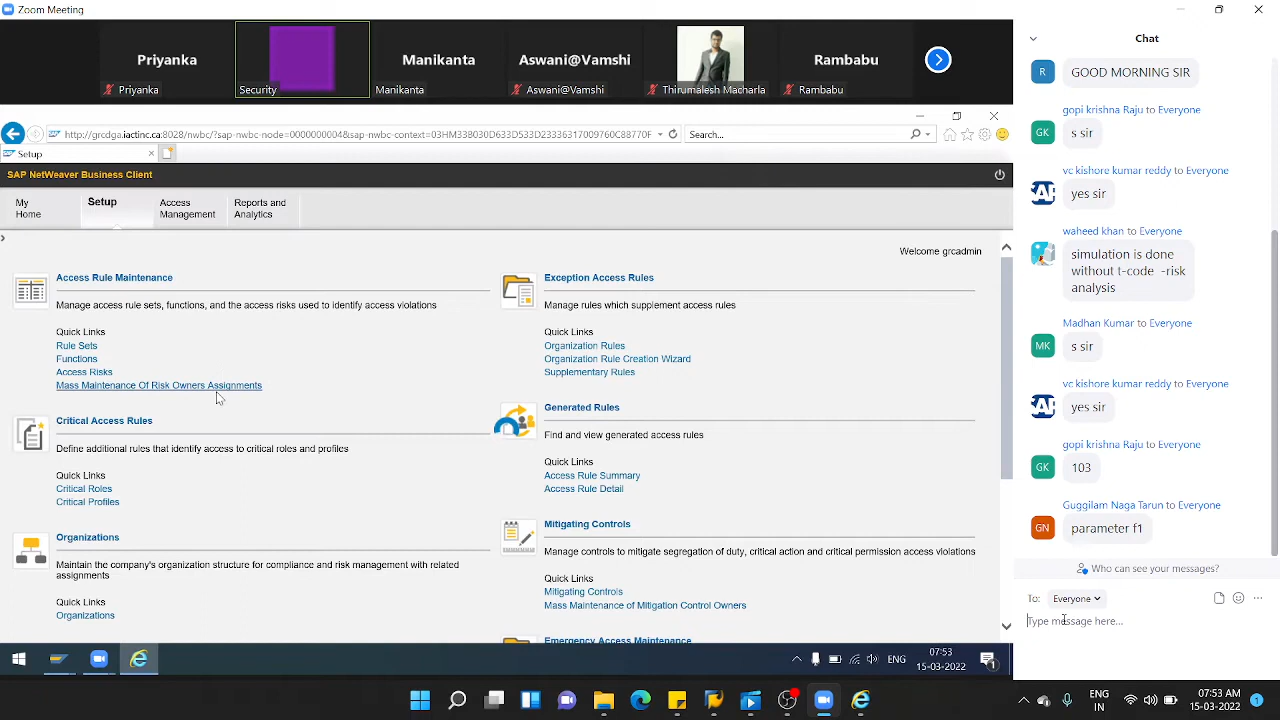 Zoom Meeting
Priyanka
Manikanta
Aswani@Vamshi
Rambabu
Priyanka
Security
Manikanta
Aswani@Vamshi
Thirumalesh Macharla
Rambabu
SAP
Search...
SAP Setup
SAP NetWeaver Business Client
My Home
Setup
Access Management
Reports and Analytics
Welcome grcadmin
Access Rule Maintenance
Manage access rule sets, functions, and the access risks used to identify access violations
Quick Links
Rule Sets
Functions
Access Risks
Mass Maintenance Of Risk Owners Assignments
Critical Access Rules
Define additional rules that identify access to critical roles and profiles
Quick Links
Critical Roles
Critical Profiles
Organizations
Maintain the company's organization structure for compliance and risk management with related
assignments
Quick Links
Organizations
Exception Access Rules
Manage rules which supplement access rules
Quick Links
Organization Rules
Organization Rule Creation Wizard
Supplementary Rules
Generated Rules
Find and view generated access rules
Quick Links
Access Rule Summary
Access Rule Detail
Mitigating Controls
Manage controls to mitigate segregation of duty, critical action and critical permission access violations
Quick Links
Mitigating Controls
Mass Maintenance of Mitigation Control Owners
Emergency Access Maintenance
ENG
07:53
15-03-2022
1
Chat
R
GOOD MORNING SIR
gopi krishna Raju to Everyone
GK
s sir
vc kishore kumar reddy to Everyone
SAP
yes sir
waheed khan to Everyone
simulation is done
without t-code -risk
analysis
Madhan Kumar to Everyone
MK
s sir
vc kishore kumar reddy to Everyone
SAP
yes sir
gopi krishna Raju to Everyone
GK
103
Guggilam Naga Tarun to Everyone
GN
parameter f1
Who can see your messages?
To:
Everyone
Type message here...
ENG
IN
07:53 AM
15-03-2022
1